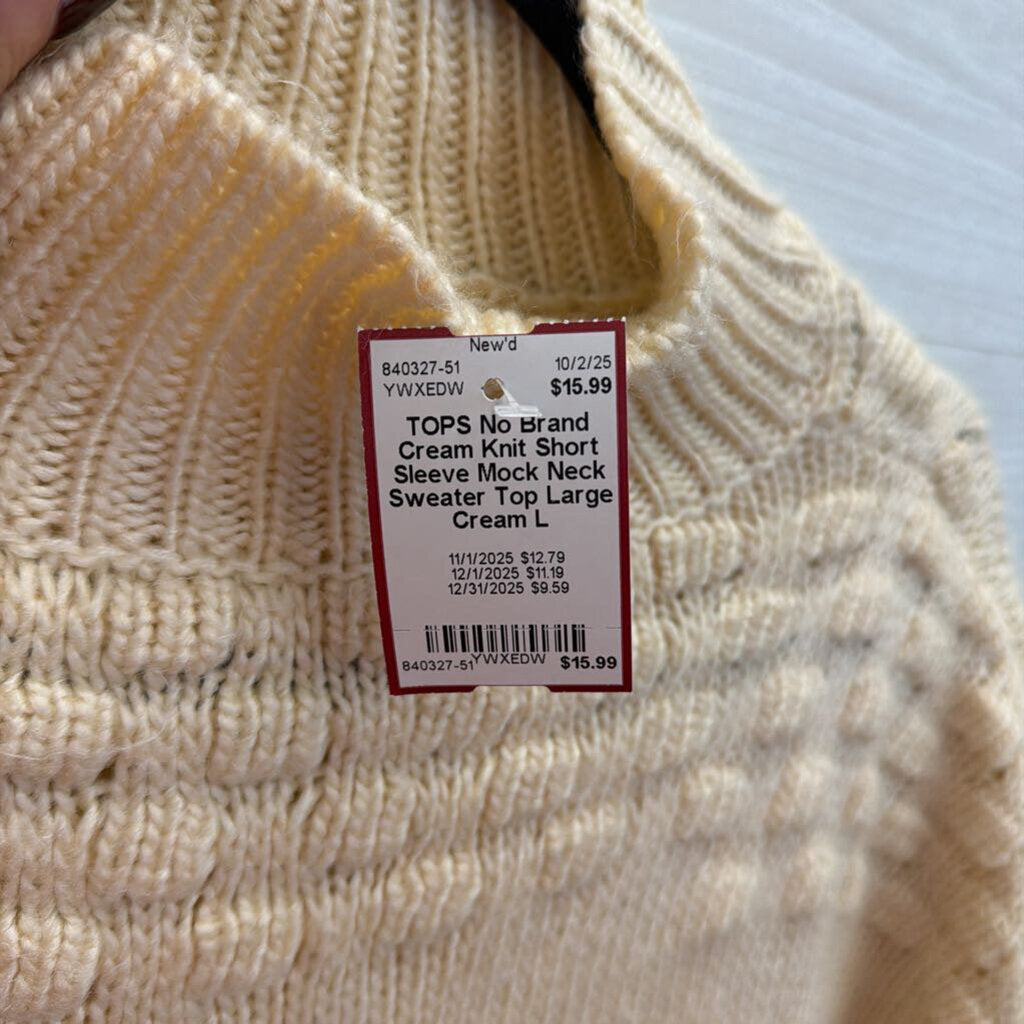 New'd
840327-51 10/2/25
YWXEDW $15.99
TOPS No Brand
Cream Knit Short
Sleeve Mock Neck
Sweater Top Large
Cream L
11/1/2025 $12.79
12/1/2025 $11.19
12/31/2025 $9.59
840327-51 YWXEDW $15.99